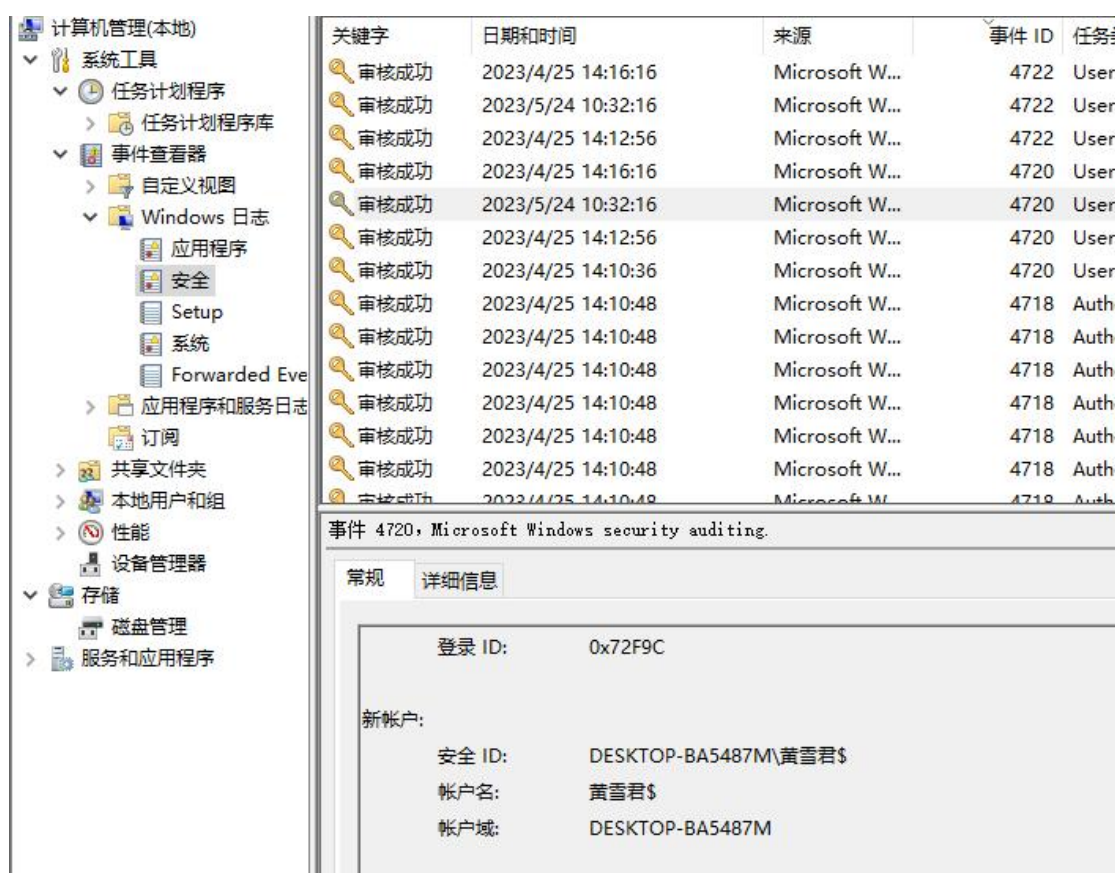 计算机管理(本地)
系统工具
任务计划程序
任务计划程序库
事件查看器
自定义视图
Windows 日志
应用程序
安全
Setup
系统
Forwarded Eve
应用程序和服务日志
订阅
共享文件夹
本地用户和组
性能
设备管理器
存储
磁盘管理
服务和应用程序
关键字 日期和时间 来源 事件 ID 任务类
审核成功 2023/4/25 14:16:16 Microsoft W... 4722 User
审核成功 2023/5/24 10:32:16 Microsoft W... 4722 User
审核成功 2023/4/25 14:12:56 Microsoft W... 4722 User
审核成功 2023/4/25 14:16:16 Microsoft W... 4720 User
审核成功 2023/5/24 10:32:16 Microsoft W... 4720 User
审核成功 2023/4/25 14:12:56 Microsoft W... 4720 User
审核成功 2023/4/25 14:10:36 Microsoft W... 4720 User
审核成功 2023/4/25 14:10:48 Microsoft W... 4718 Auth
审核成功 2023/4/25 14:10:48 Microsoft W... 4718 Auth
审核成功 2023/4/25 14:10:48 Microsoft W... 4718 Auth
审核成功 2023/4/25 14:10:48 Microsoft W... 4718 Auth
审核成功 2023/4/25 14:10:48 Microsoft W... 4718 Auth
审核成功 2023/4/25 14:10:48 Microsoft W... 4718 Auth
审核成功 2023/4/25 14:10:48 Microsoft W 4718 Auth
事件 4720，Microsoft Windows security auditing.
常规 详细信息
登录 ID: 0x72F9C
新帐户:
安全 ID: DESKTOP-BA5487M\黄雪君$
帐户名: 黄雪君$
帐户域: DESKTOP-BA5487M